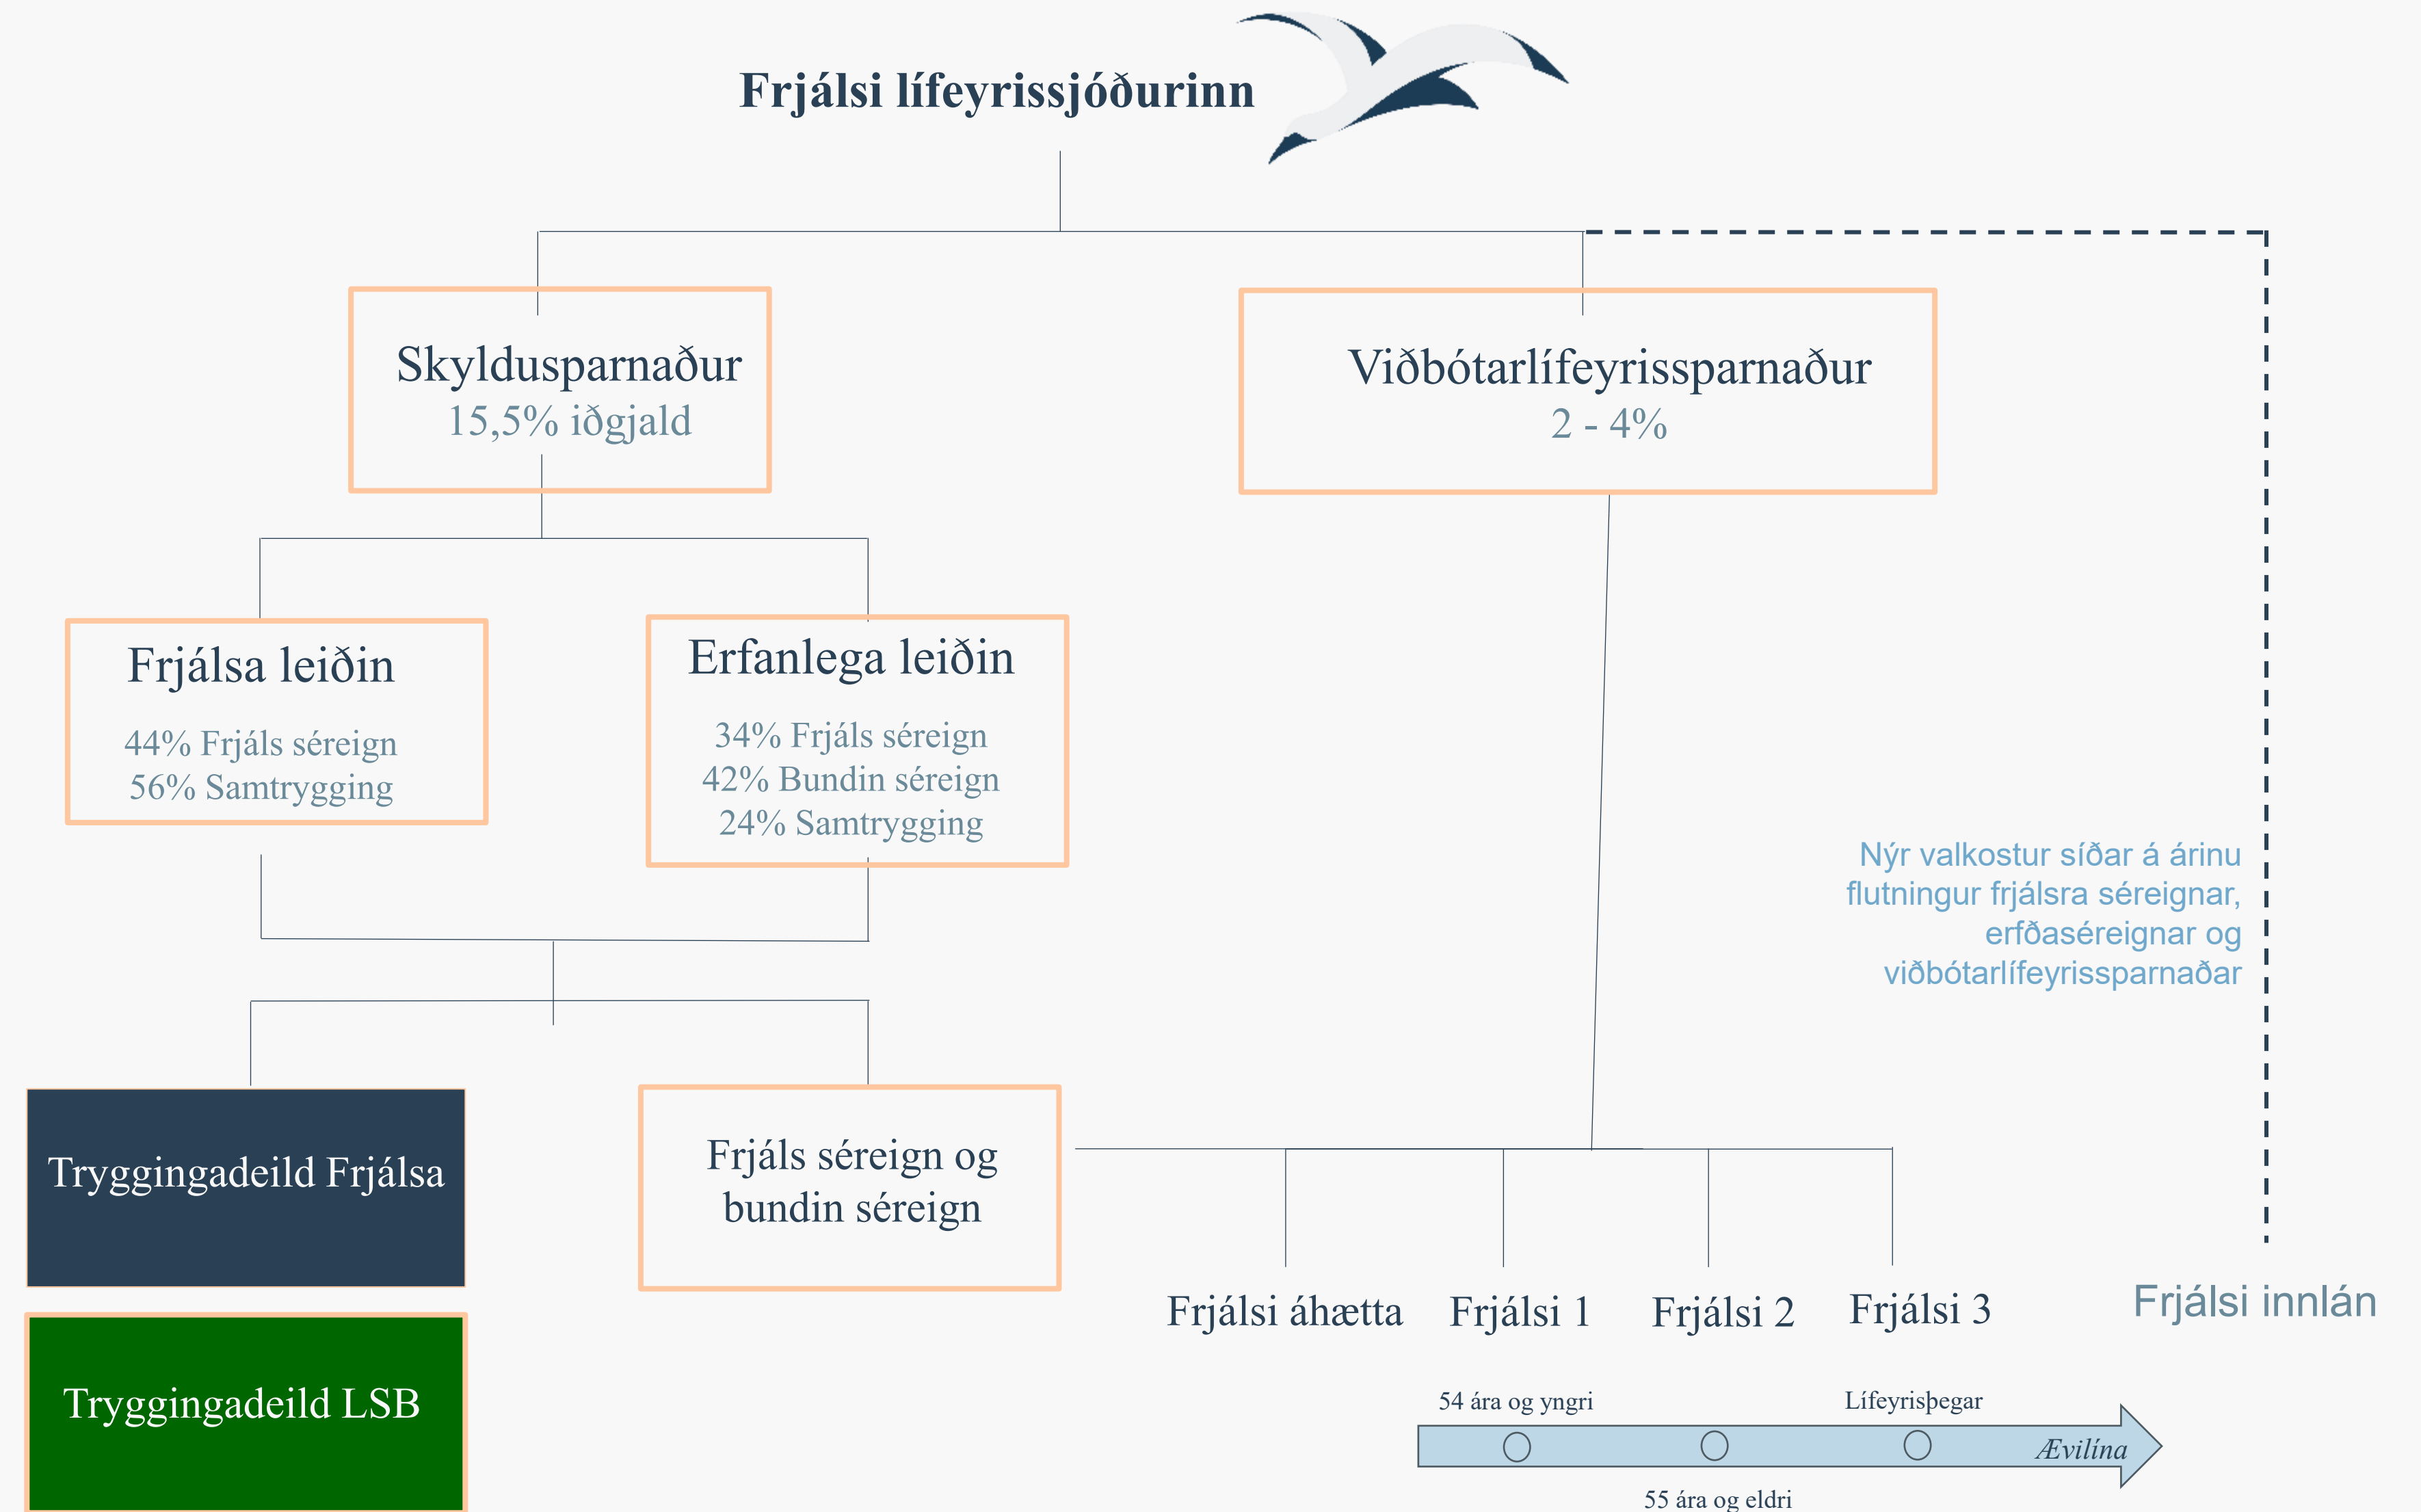 Frjálsi lífeyrissjóðurinn
Skyldusparnaður
15,5% iðgjald
Viðbótarlífeyrissparnaður
2 - 4%
Frjálsa leiðin
44% Frjáls séreign
56% Samtrygging
Erfanlega leiðin
34% Frjáls séreign
42% Bundin séreign
24% Samtrygging
Nýr valkostur síðar á árinu
flutningur frjálsra séreignar,
erfðaséreignar og
viðbótarlífeyrissparnaðar
Tryggingadeild Frjálsa
Frjáls séreign og
bundin séreign
Tryggingadeild LSB
Frjálsi áhætta
Frjálsi 1
Frjálsi 2
Frjálsi 3
Frjálsi innlán
54 ára og yngri
Lífeyrisþegar
Ævilína
55 ára og eldri